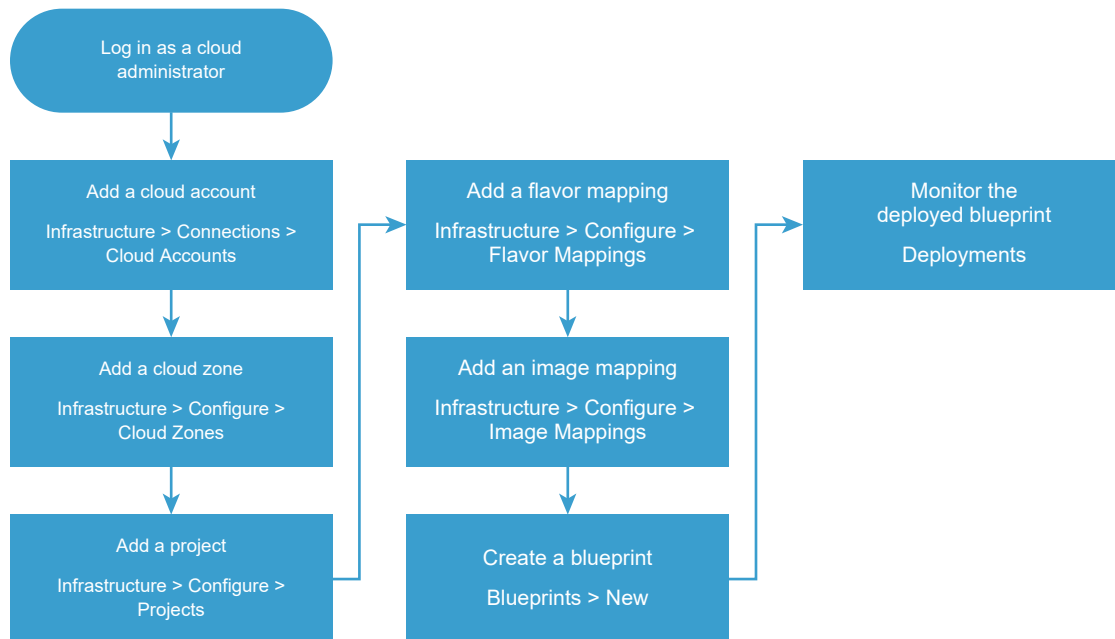 Log in as a cloud
administrator
Add a cloud account
Infrastructure > Connections >
Cloud Accounts
Add a cloud zone
Infrastructure > Configure >
Cloud Zones
Add a project
Infrastructure > Configure >
Projects
Add a flavor mapping
Infrastructure > Configure >
Flavor Mappings
Add an image mapping
Infrastructure > Configure >
Image Mappings
Create a blueprint
Blueprints > New
Monitor the
deployed blueprint
Deployments